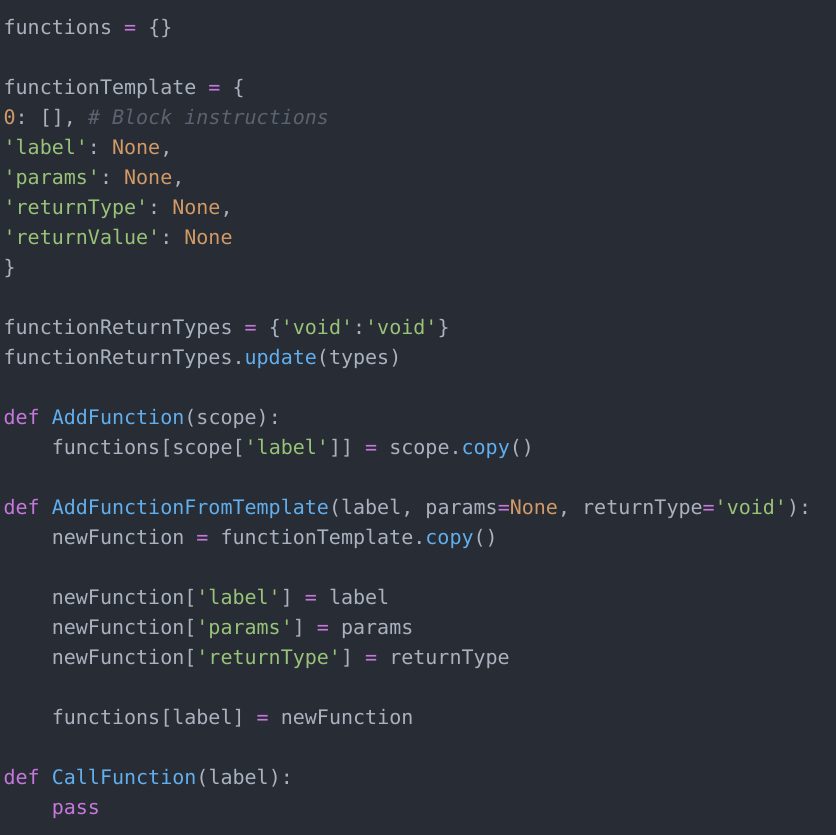 functions = {}

functionTemplate = {
0: [], # Block instructions
'label': None,
'params': None,
'returnType': None,
'returnValue': None
}

functionReturnTypes = {'void':'void'}
functionReturnTypes.update(types)

def AddFunction(scope):
    functions[scope['label']] = scope.copy()

def AddFunctionFromTemplate(label, params=None, returnType='void'):
    newFunction = functionTemplate.copy()

    newFunction['label'] = label
    newFunction['params'] = params
    newFunction['returnType'] = returnType

    functions[label] = newFunction

def CallFunction(label):
    pass